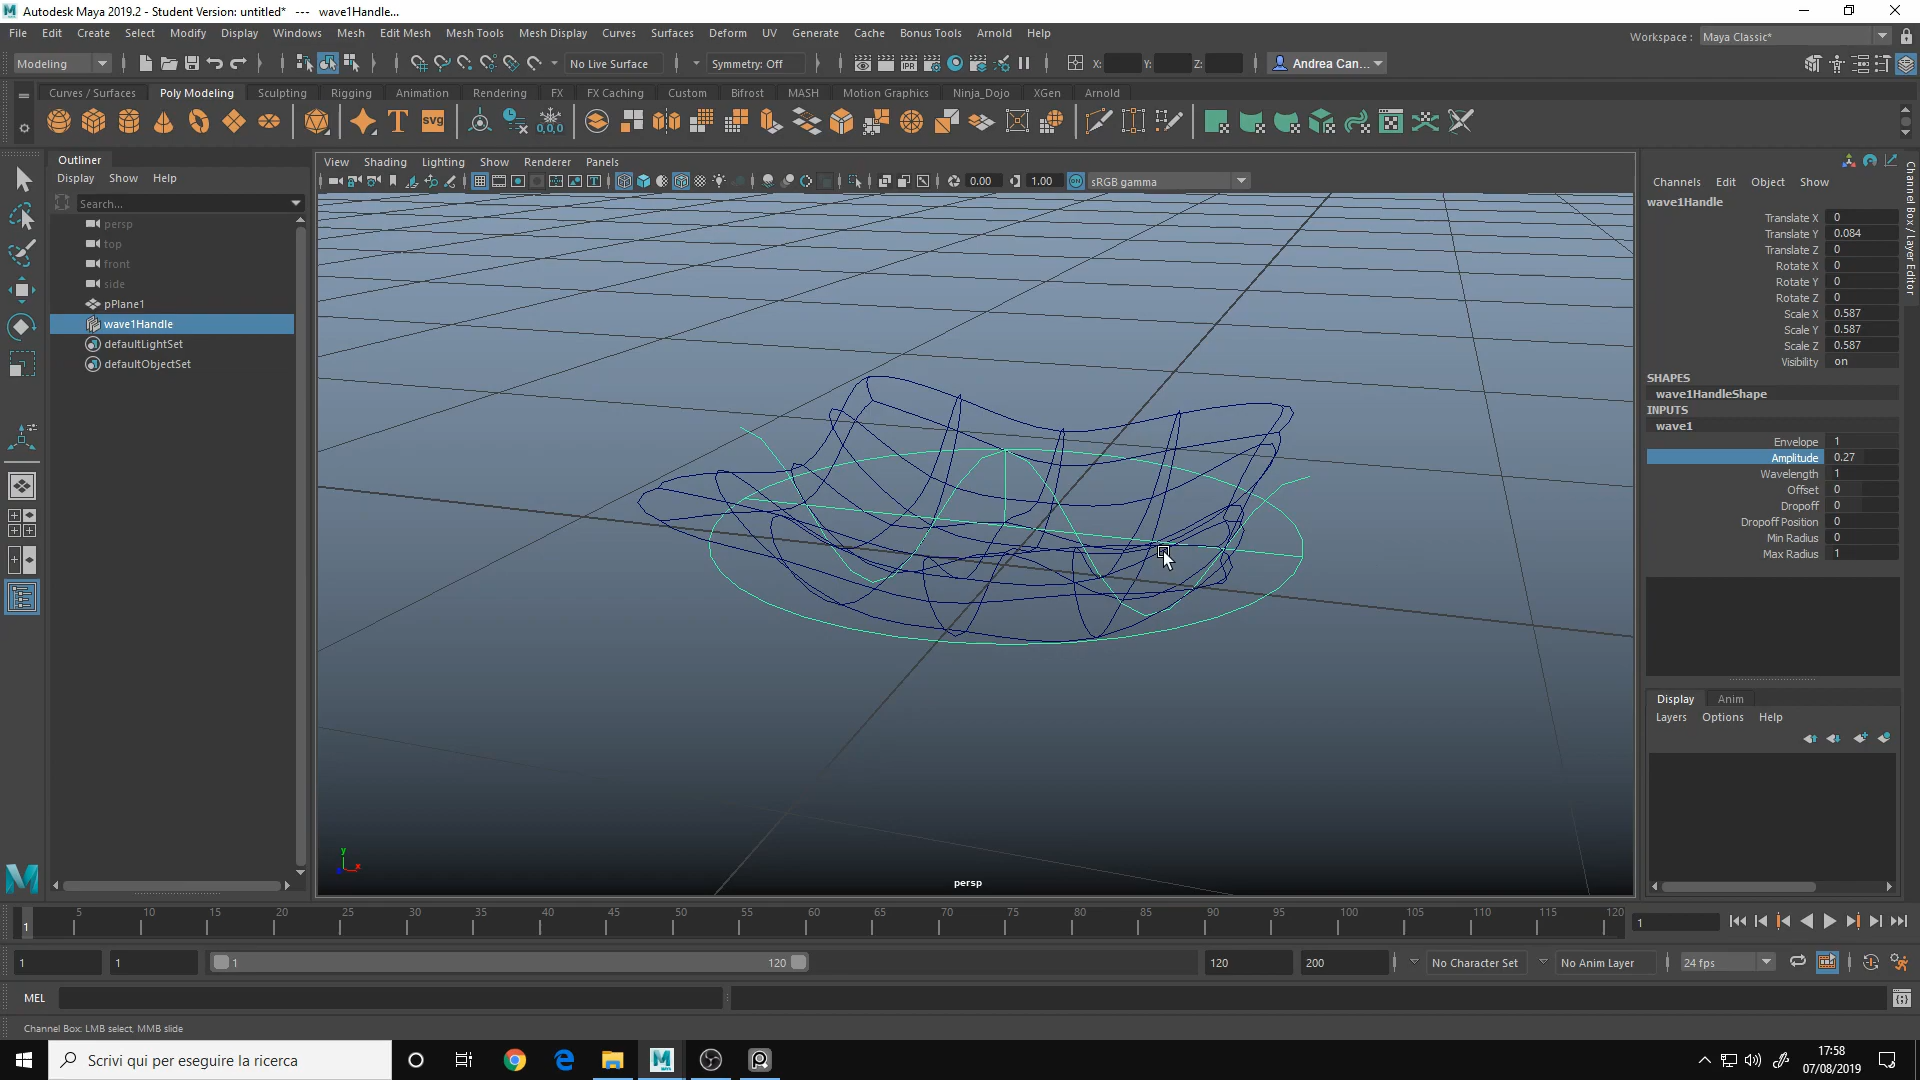 Autodesk Maya 2019.2 - Student Version: untitled* --- wave1Handle...
File Edit Create Select Modify Display Windows Mesh Edit Mesh Mesh Tools Mesh Display Curves Surfaces Deform UV Generate Cache Bonus Tools Arnold Help
Workspace : Maya Classic*
Modeling No Live Surface Symmetry: Off X: Y: Z: Andrea Can...
Curves / Surfaces Poly Modeling Sculpting Rigging Animation Rendering FX FX Caching Custom Bifrost MASH Motion Graphics Ninja_Dojo XGen Arnold
T svg 0,0,0
Outliner
Display Show Help
Search...
persp
top
front
side
pPlane1
wave1Handle
defaultLightSet
defaultObjectSet
View Shading Lighting Show Renderer Panels
0.00 1.00 ON sRGB gamma
y
x
persp
Channels Edit Object Show
wave1Handle
Translate X 0
Translate Y 0.084
Translate Z 0
Rotate X 0
Rotate Y 0
Rotate Z 0
Scale X 0.587
Scale Y 0.587
Scale Z 0.587
Visibility on
SHAPES
wave1HandleShape
INPUTS
wave1
Envelope 1
Amplitude 0.27
Wavelength 1
Offset 0
Dropoff 0
Dropoff Position 0
Min Radius 0
Max Radius 1
Channel Box / Layer Editor
Display Anim
Layers Options Help
1 5 10 15 20 25 30 35 40 45 50 55 60 65 70 75 80 85 90 95 100 105 110 115 120 1
1 1 1 120 120 200 No Character Set No Anim Layer 24 fps
MEL
Channel Box: LMB select, MMB slide
Scrivi qui per eseguire la ricerca
17:58
07/08/2019